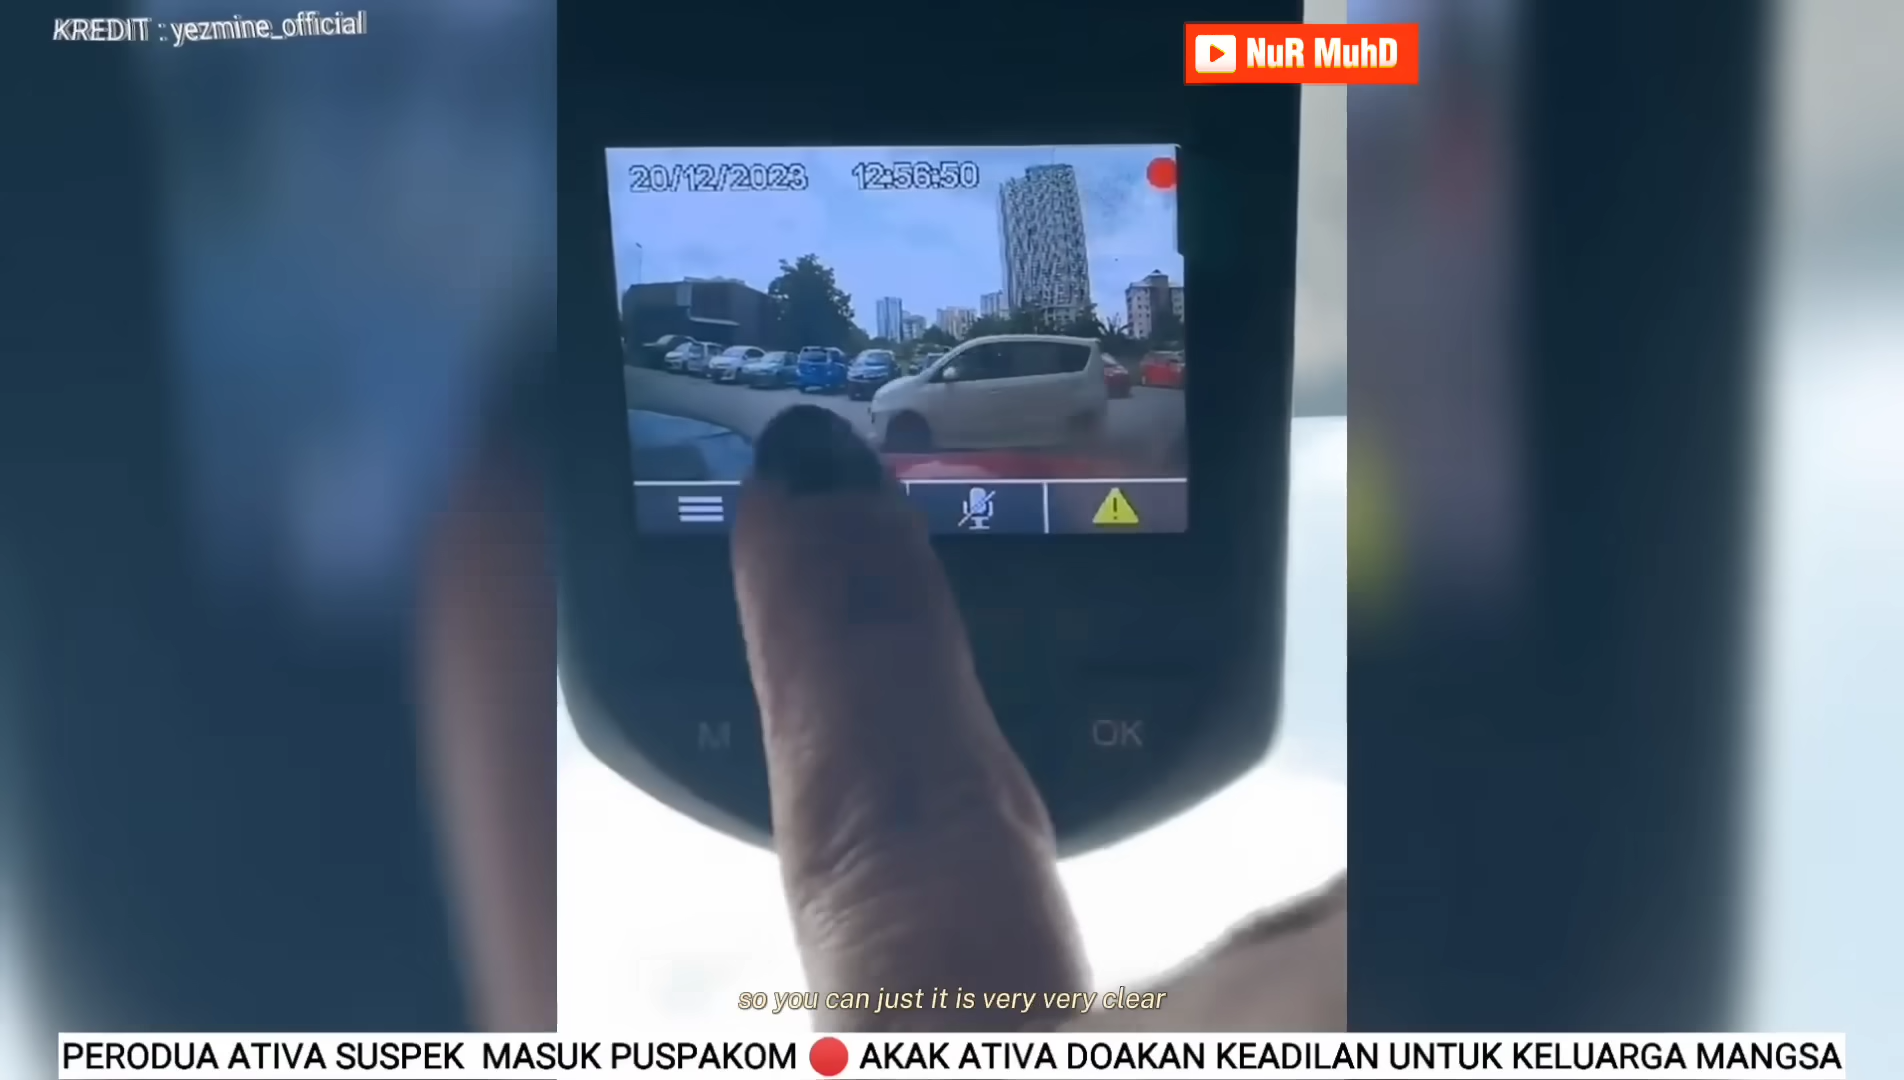 KREDIT : yezmine_official
NuR MuhD
20/12/2023 12:56:50
M
OK
so you can just it is very very clear
PERODUA ATIVA SUSPEK MASUK PUSPAKOM 🔴 AKAK ATIVA DOAKAN KEADILAN UNTUK KELUARGA MANGSA